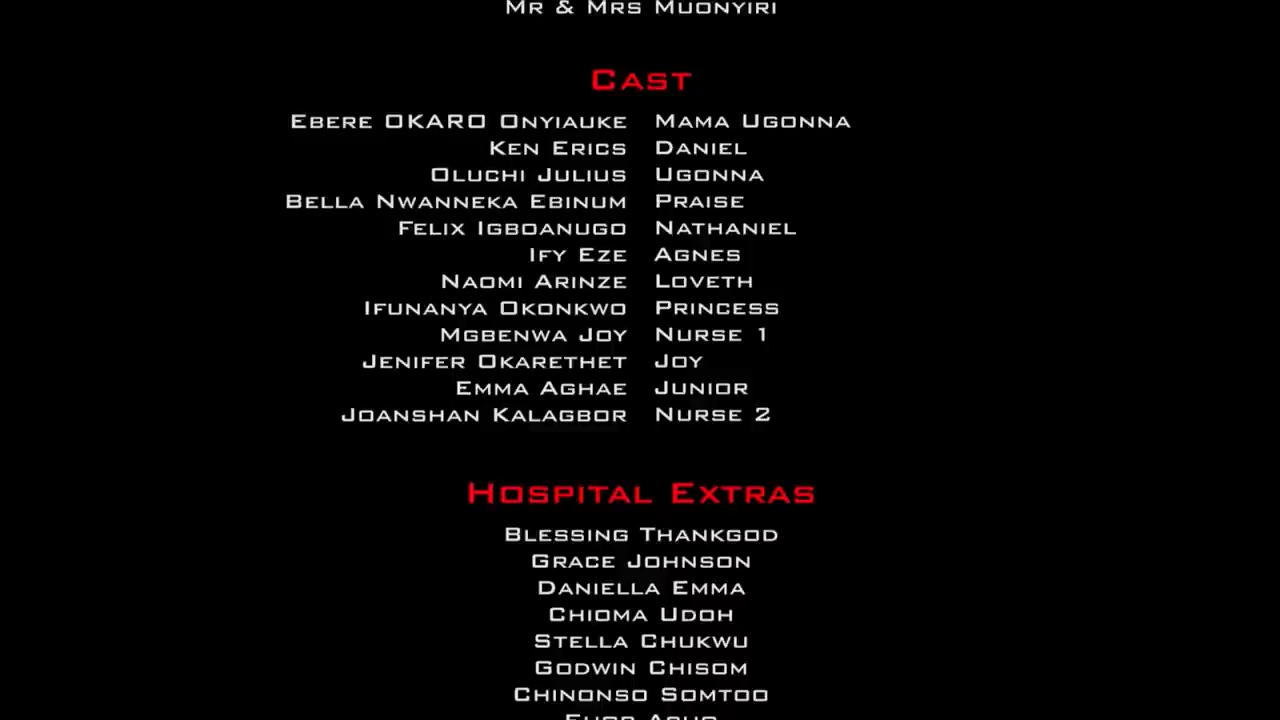 Mr & Mrs Muonyiri
Cast
Ebere OKARO Onyiauke Mama Ugonna
Ken Erics Daniel
Oluchi Julius Ugonna
Bella Nwanneka Ebinum Praise
Felix Igboanugo Nathaniel
Ify Eze Agnes
Naomi Arinze Loveth
Ifunanya Okonkwo Princess
Mgbenwa Joy Nurse 1
Jenifer Okarethet Joy
Emma Aghae Junior
Joanshan Kalagbor Nurse 2
Hospital Extras
Blessing Thankgod
Grace Johnson
Daniella Emma
Chioma Udoh
Stella Chukwu
Godwin Chisom
Chinonso Somtoo